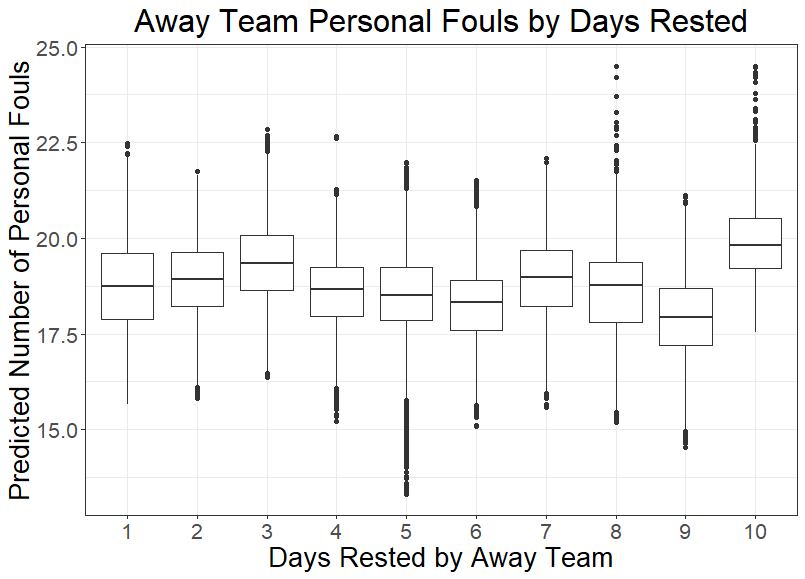 Away Team Personal Fouls by Days Rested
Predicted Number of Personal Fouls
25.0
22.5
20.0
17.5
15.0
1 2 3 4 5 6 7 8 9 10
Days Rested by Away Team